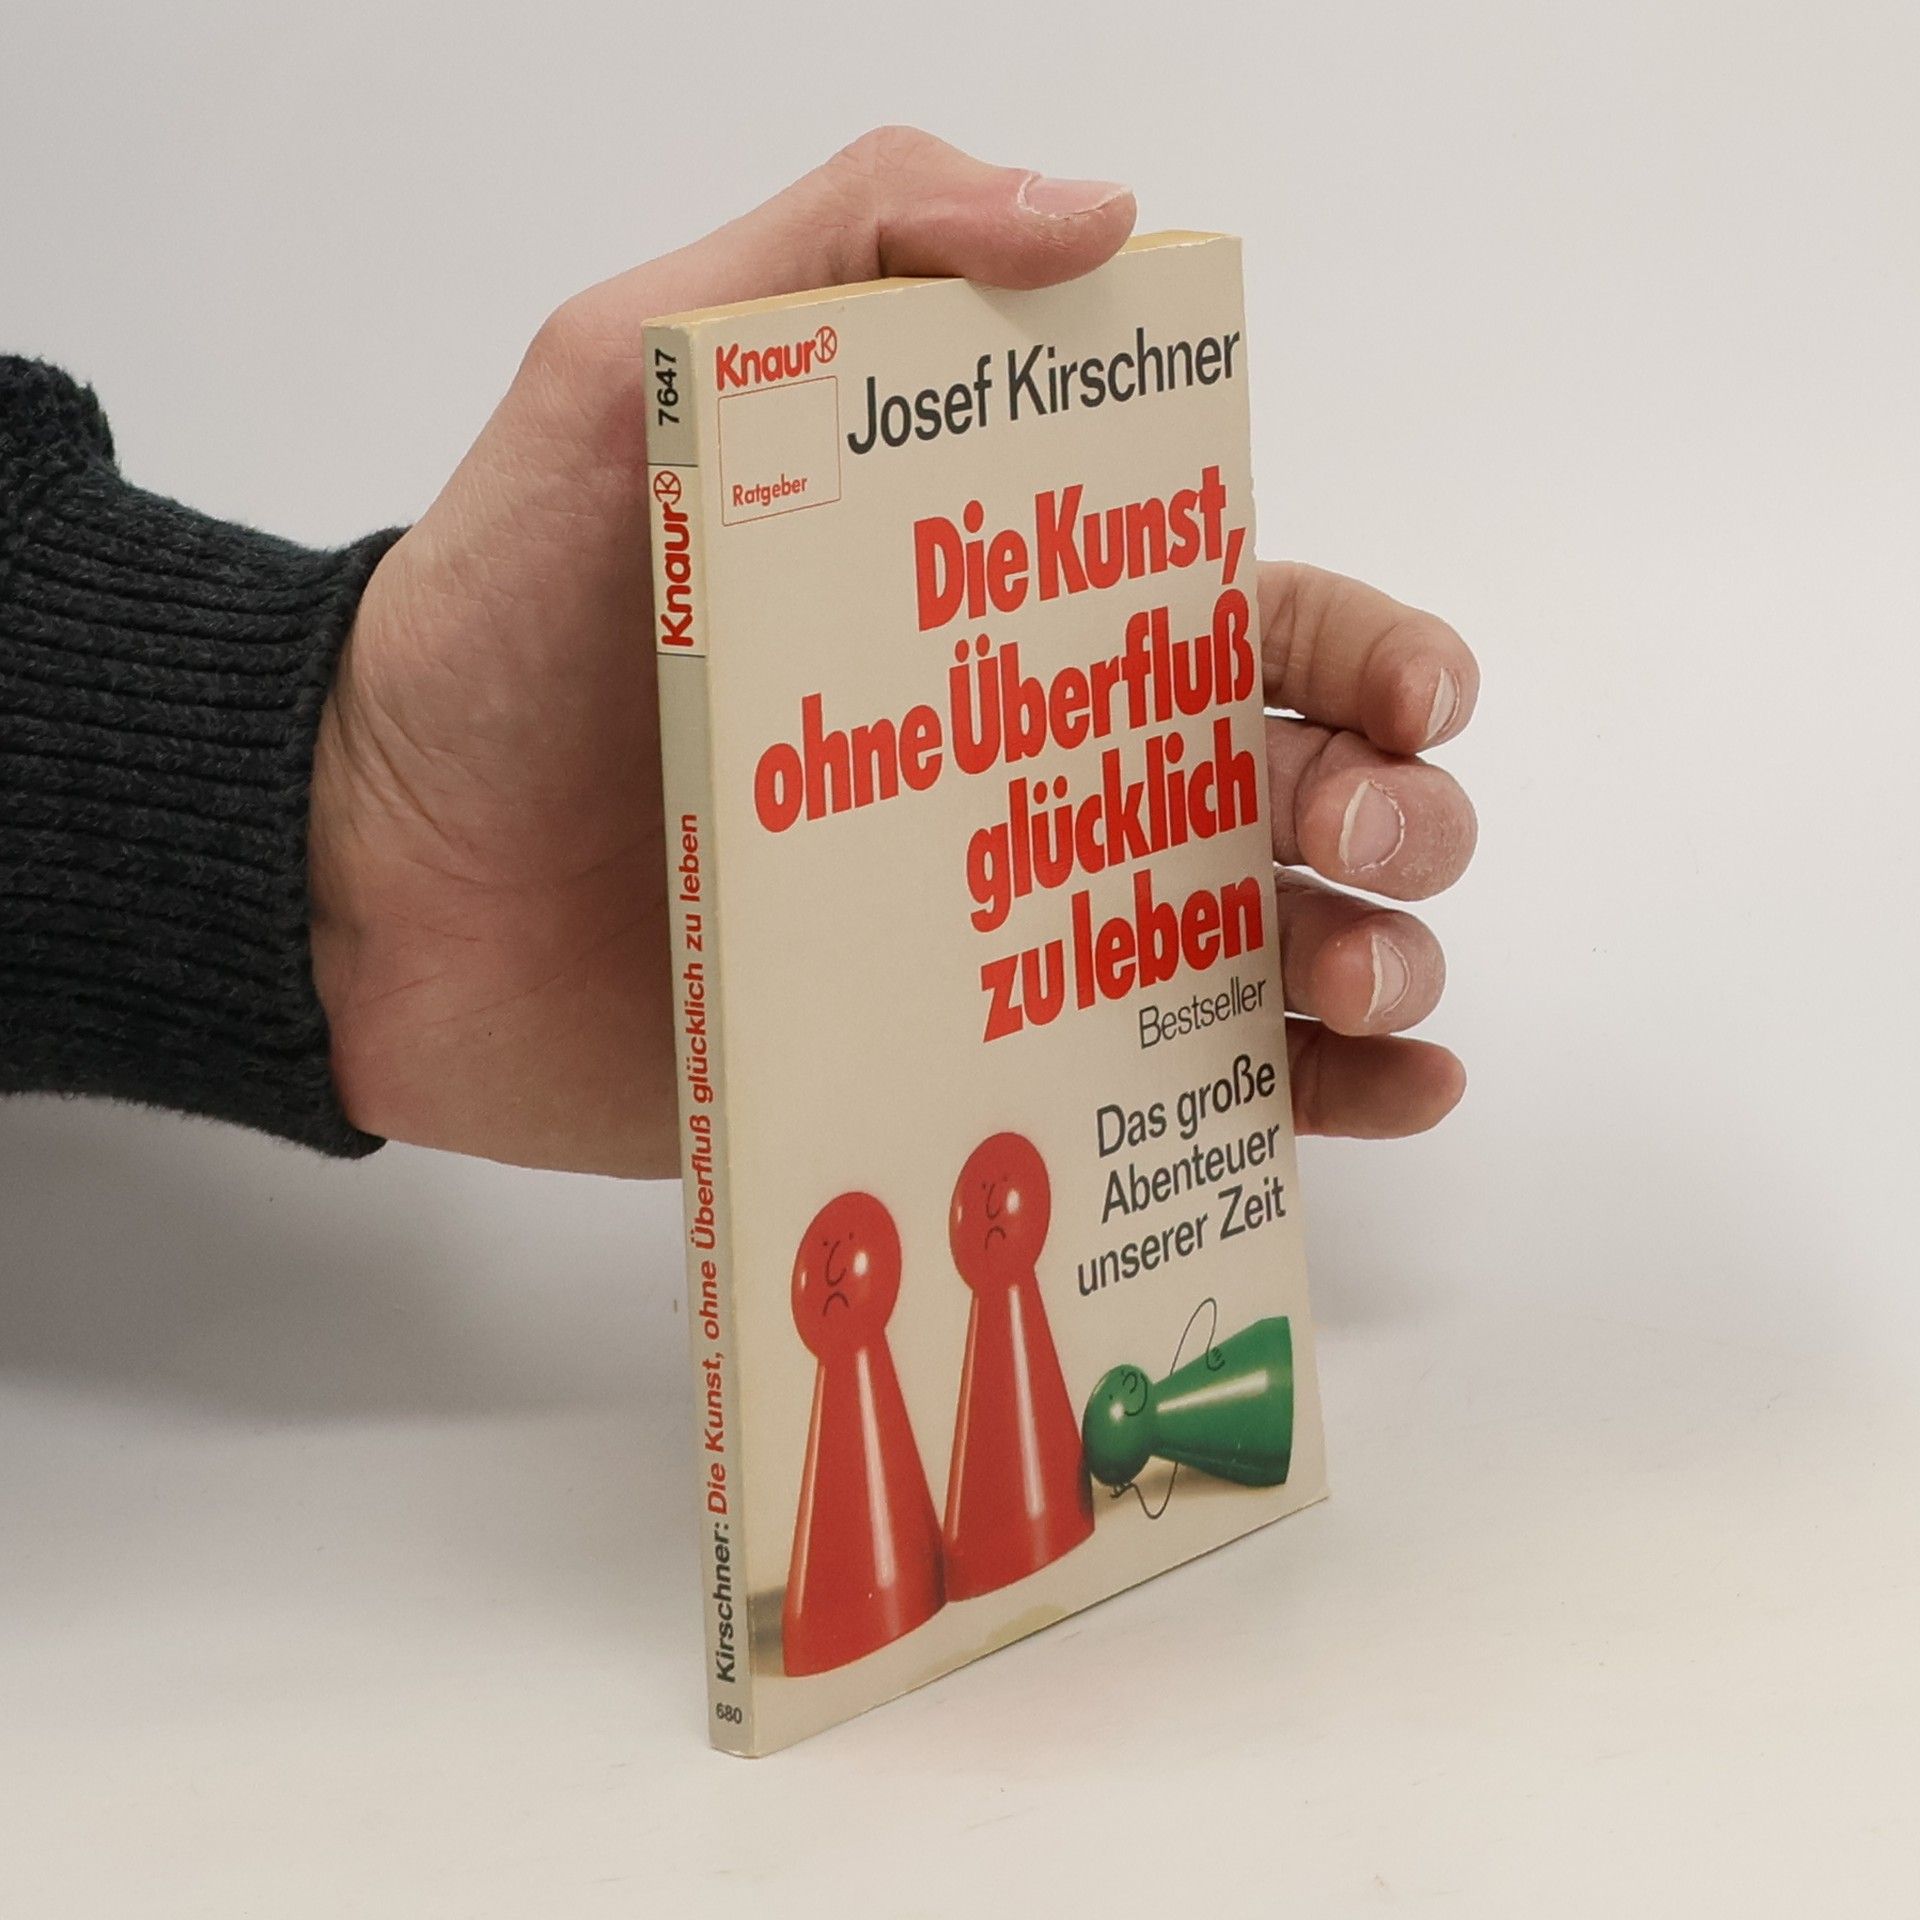 Knaur
Ratgeber
Josef Kirschner
Die Kunst,
ohne Überfluß
glücklich
zu leben
Bestseller
Das große
Abenteuer
unserer Zeit
7647
Knaur
Kirschner: Die Kunst, ohne Überfluß glücklich zu leben
680